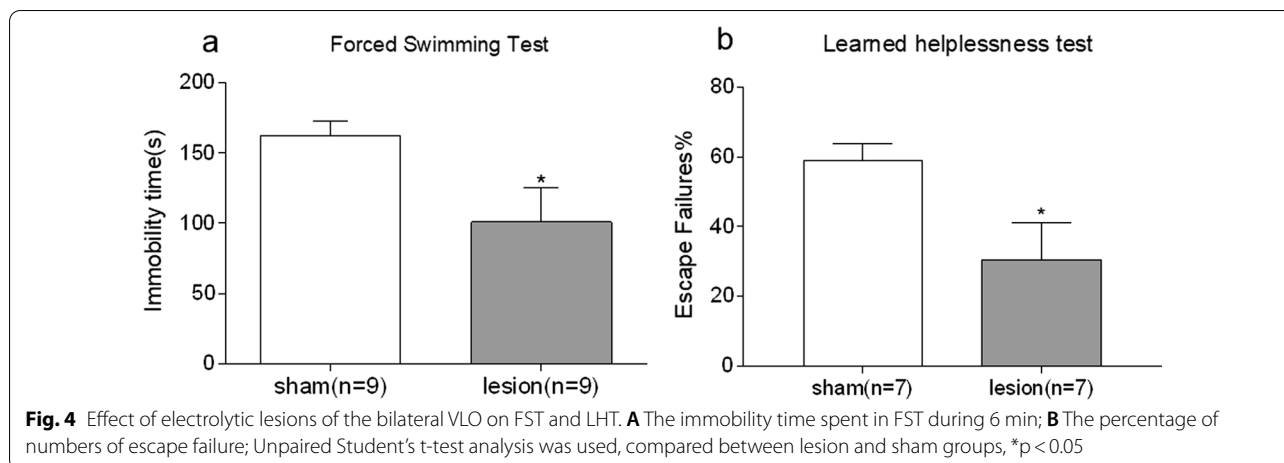 a
Forced Swimming Test
200
150
100
50
0
Immobility time(s)
*
sham(n=9)
lesion(n=9)
b
Learned helplessness test
80
60
40
20
0
Escape Failures%
*
sham(n=7)
lesion(n=7)
Fig. 4 Effect of electrolytic lesions of the bilateral VLO on FST and LHT. A The immobility time spent in FST during 6 min; B The percentage of
numbers of escape failure; Unpaired Student’s t-test analysis was used, compared between lesion and sham groups, *p < 0.05